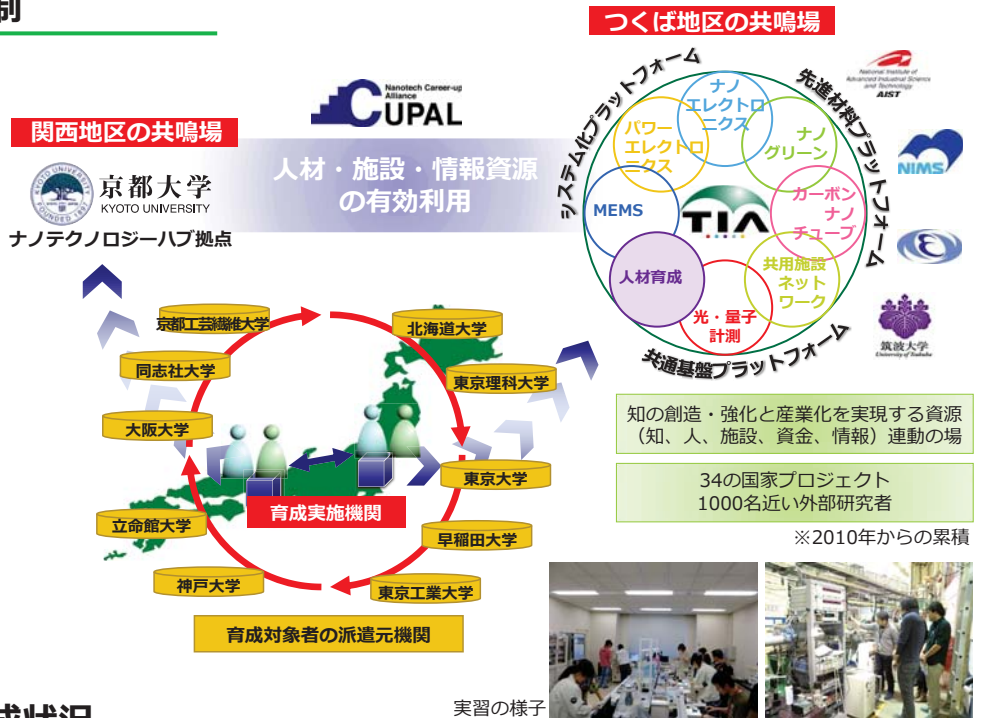 制
つくば地区の共鳴場
Nanotech Career-up
Alliance
CUPAL
関西地区の共鳴場
人材・施設・情報資源
の有効利用
KYOTO UNIVERSITY
FOUNDED 1897
京都大学
KYOTO UNIVERSITY
ナノテクノロジーハブ拠点
システム化プラットフォーム
先進材料プラットフォーム
共通基盤プラットフォーム
ナノ
エレクトロ
ニクス
パワー
エレクトロ
ニクス
ナノ
グリーン
MEMS
TIA
カーボン
ナノ
チューブ
人材育成
共用施設
ネット
ワーク
光・量子
計測
National Institute of
Advanced Industrial Science
and Technology
AIST
NIMS
筑波大学
University of Tsukuba
京都工芸繊維大学
北海道大学
同志社大学
東京理科大学
大阪大学
東京大学
育成実施機関
立命館大学
早稲田大学
神戸大学
東京工業大学
育成対象者の派遣元機関
知の創造・強化と産業化を実現する資源
（知、人、施設、資金、情報）連動の場
34の国家プロジェクト
1000名近い外部研究者
※2010年からの累積
実習の様子